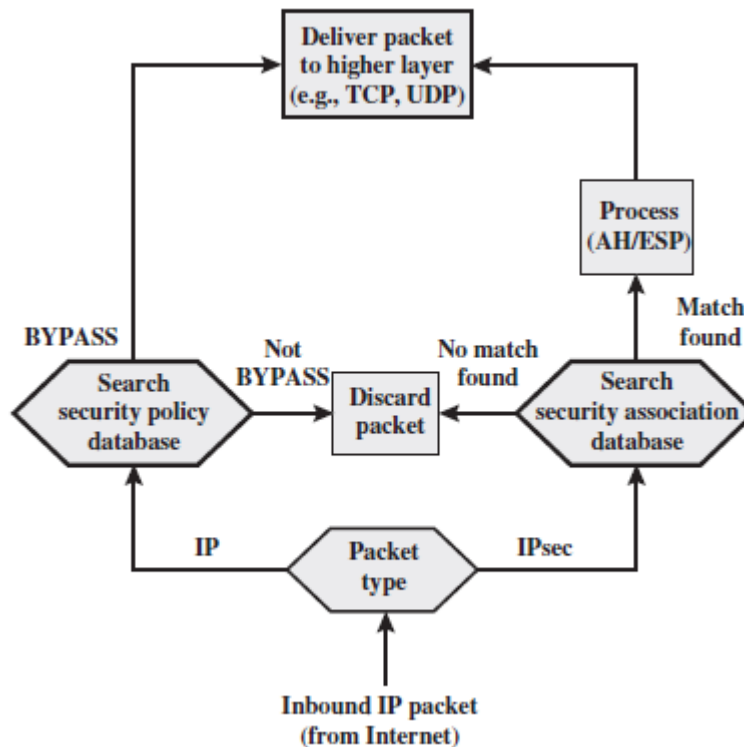 Deliver packet
to higher layer
(e.g., TCP, UDP)
Process
(AH/ESP)
BYPASS
Not
BYPASS
No match
found
Match
found
Search
security policy
database
Discard
packet
Search
security association
database
IP
Packet
type
IPsec
Inbound IP packet
(from Internet)